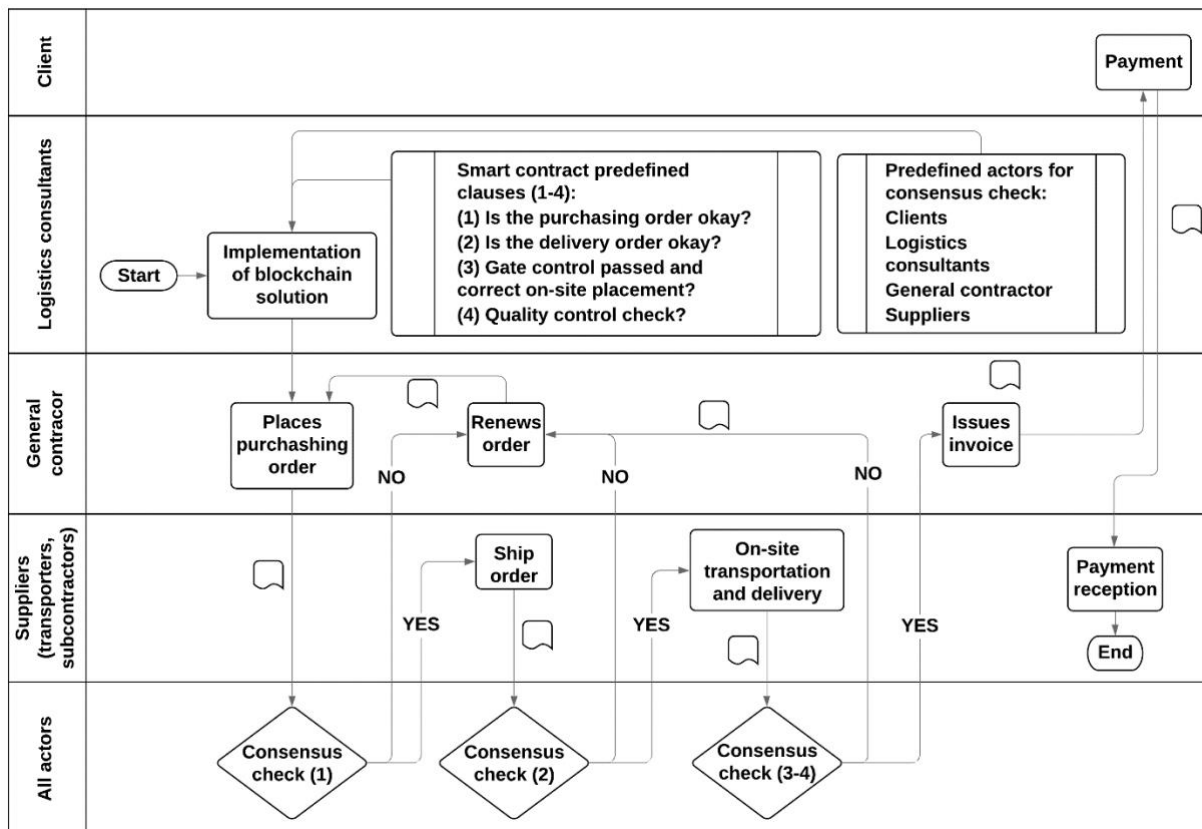 Client
Payment
Logistics consultants
Start
Implementation
of blockchain
solution
Smart contract predefined
clauses (1-4):
(1) Is the purchasing order okay?
(2) Is the delivery order okay?
(3) Gate control passed and
correct on-site placement?
(4) Quality control check?
Predefined actors for
consensus check:
Clients
Logistics
consultants
General contractor
Suppliers
General
contracor
Places
purchashing
order
Renews
order
Issues
invoice
NO
NO
NO
Suppliers
(transporters,
subcontractors)
Ship
order
On-site
transportation
and delivery
Payment
reception
YES
YES
YES
End
All actors
Consensus
check (1)
Consensus
check (2)
Consensus
check (3-4)